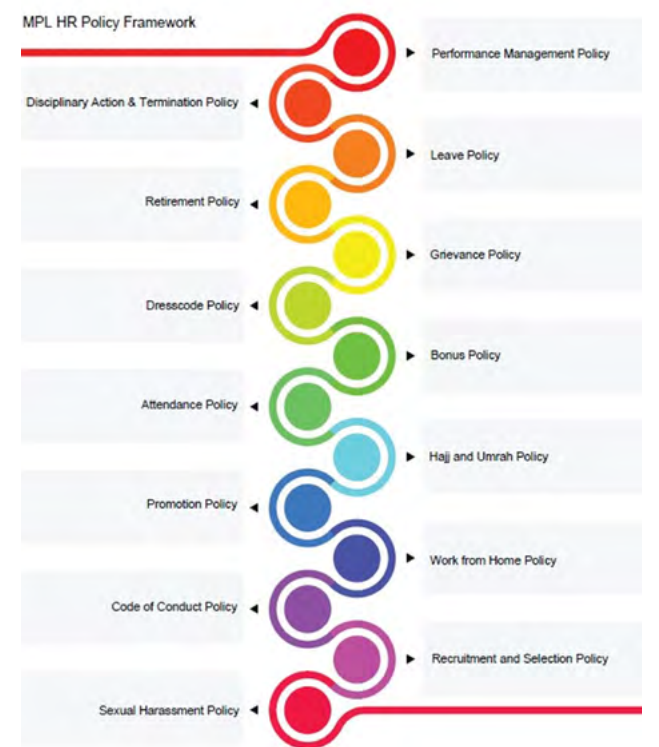 MPL HR Policy Framework
Performance Management Policy
Disciplinary Action & Termination Policy
Leave Policy
Retirement Policy
Grievance Policy
Dresscode Policy
Bonus Policy
Attendance Policy
Hajj and Umrah Policy
Promotion Policy
Work from Home Policy
Code of Conduct Policy
Recruitment and Selection Policy
Sexual Harassment Policy